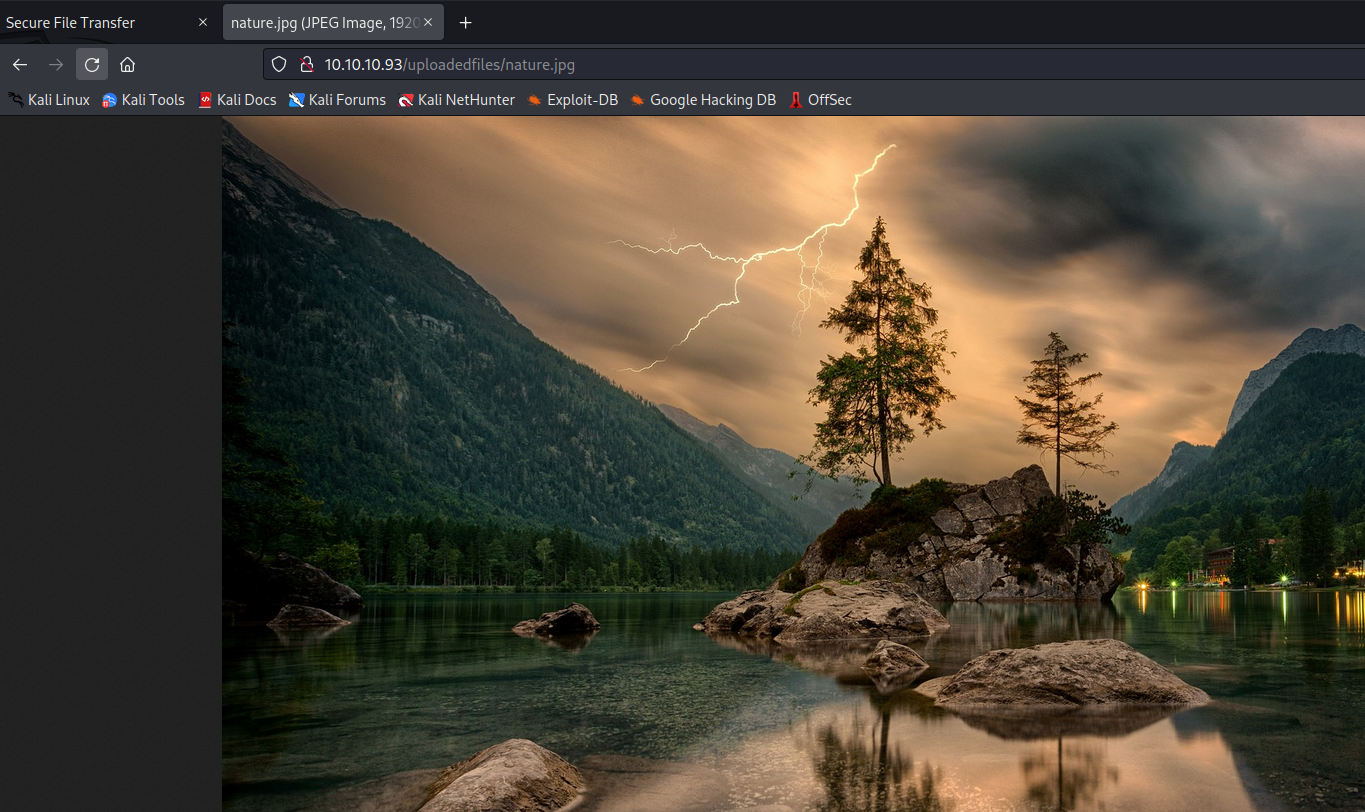 Secure File Transfer
nature.jpg (JPEG Image, 1920
10.10.10.93/uploadedfiles/nature.jpg
Kali Linux Kali Tools Kali Docs Kali Forums Kali NetHunter Exploit-DB Google Hacking DB OffSec